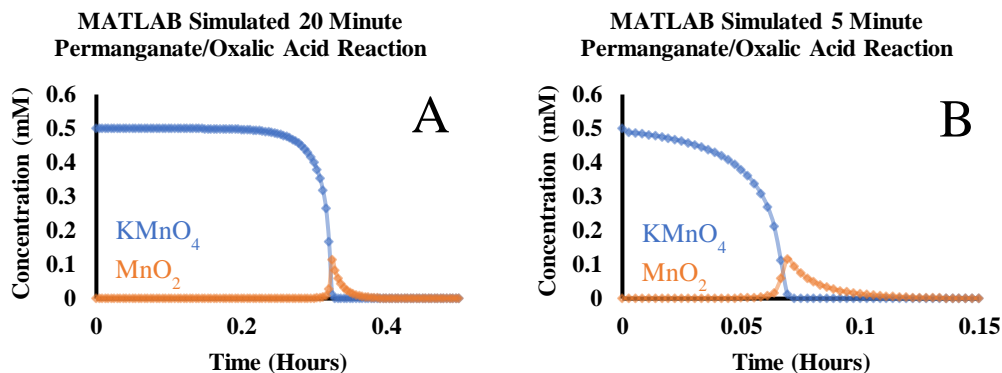 MATLAB Simulated 20 Minute
Permanganate/Oxalic Acid Reaction
A
Concentration (mM)
0.6
0.5
0.4
0.3
0.2
0.1
0
KMnO4
MnO2
0
0.2
0.4
Time (Hours)
MATLAB Simulated 5 Minute
Permanganate/Oxalic Acid Reaction
B
Concentration (mM)
0.6
0.5
0.4
0.3
0.2
0.1
0
KMnO4
MnO2
0
0.05
0.1
0.15
Time (Hours)